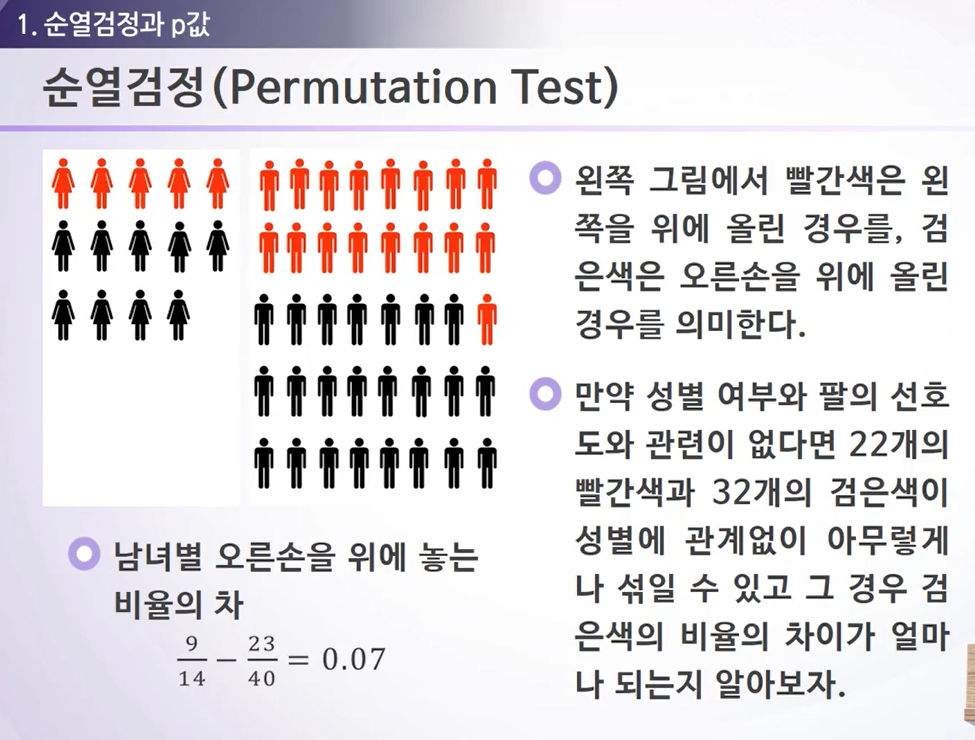 1. 순열검정과 p값
순열검정(Permutation Test)
왼쪽 그림에서 빨간색은 왼
쪽을 위에 올린 경우를, 검
은색은 오른손을 위에 올린
경우를 의미한다.
만약 성별 여부와 팔의 선호
도와 관련이 없다면 22개의
빨간색과 32개의 검은색이
성별에 관계없이 아무렇게
나 섞일 수 있고 그 경우 검
은색의 비율의 차이가 얼마
나 되는지 알아보자.
남녀별 오른손을 위에 놓는
비율의 차
9/14 − 23/40 = 0.07